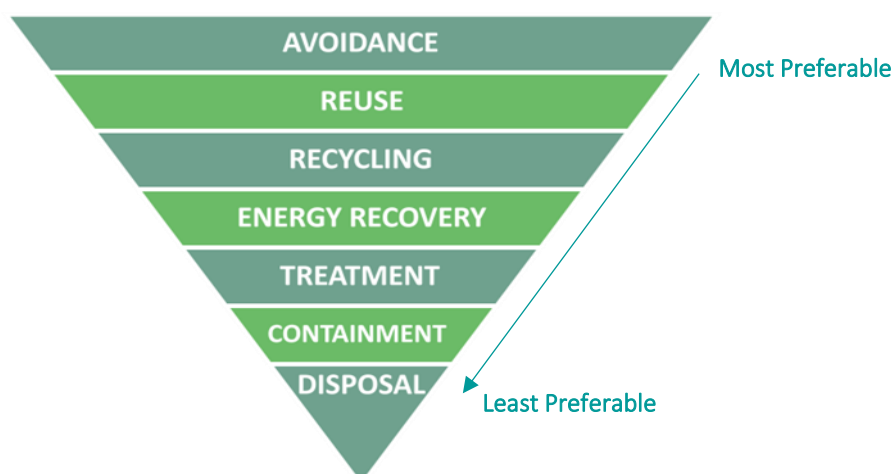 AVOIDANCE
Most Preferable
REUSE
RECYCLING
ENERGY RECOVERY
TREATMENT
CONTAINMENT
DISPOSAL
Least Preferable